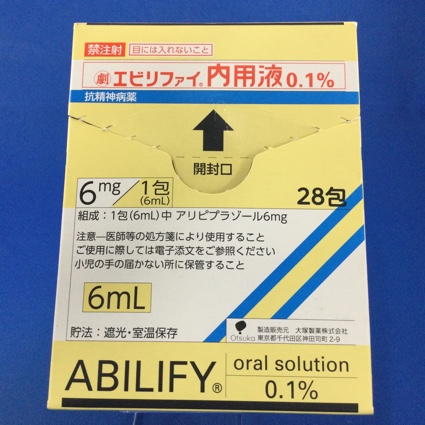 禁注射 目には入れないこと
劇 エビリファイ® 内用液0.1%
抗精神病薬
開封口
6mg/1包(6mL) 28包
組成：1包(6mL)中 アリピプラゾール6mg
注意―医師等の処方箋により使用すること
ご使用に際しては電子添文をご参照ください
小児の手の届かない所に保管すること
6mL
貯法：遮光・室温保存
Otsuka 製造販売元 大塚製薬株式会社
東京都千代田区神田司町2-9
ABILIFY® oral solution
0.1%